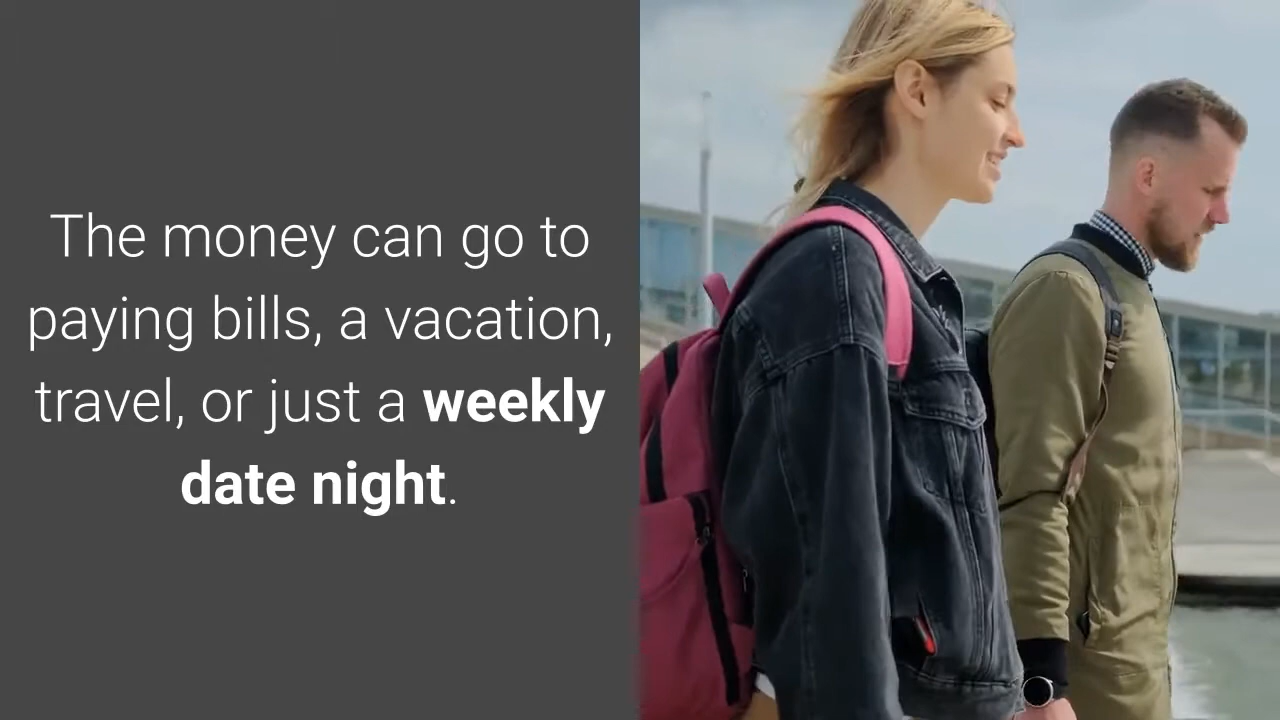 The money can go to
paying bills, a vacation,
travel, or just a weekly
date night.